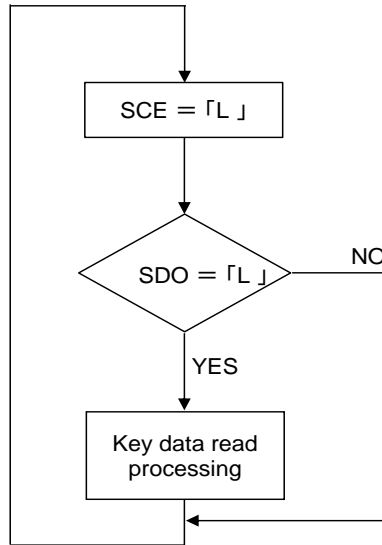 SCE ＝ ｢L ｣
SDO ＝ ｢L ｣
NO
YES
Key data read
processing